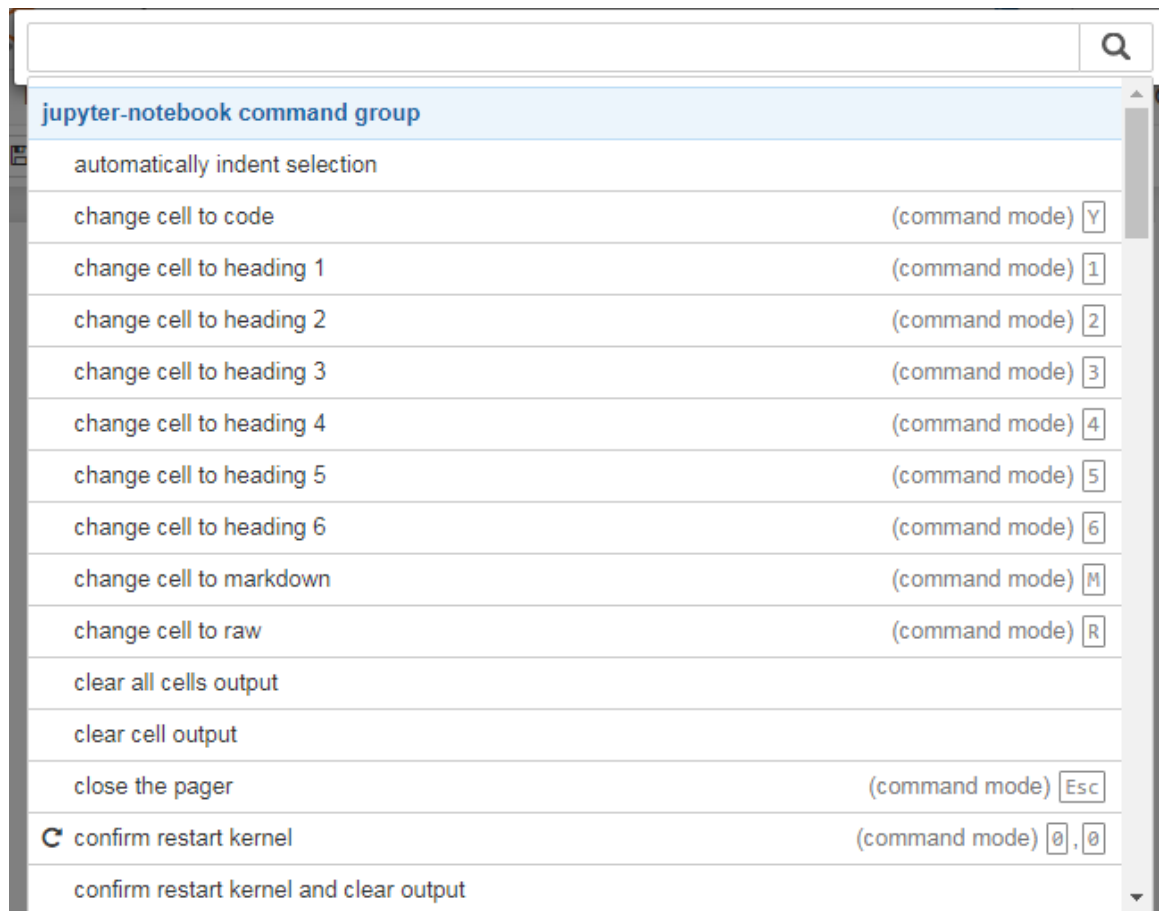 jupyter-notebook command group
automatically indent selection
change cell to code (command mode) Y
change cell to heading 1 (command mode) 1
change cell to heading 2 (command mode) 2
change cell to heading 3 (command mode) 3
change cell to heading 4 (command mode) 4
change cell to heading 5 (command mode) 5
change cell to heading 6 (command mode) 6
change cell to markdown (command mode) M
change cell to raw (command mode) R
clear all cells output
clear cell output
close the pager (command mode) Esc
confirm restart kernel (command mode) 0,0
confirm restart kernel and clear output